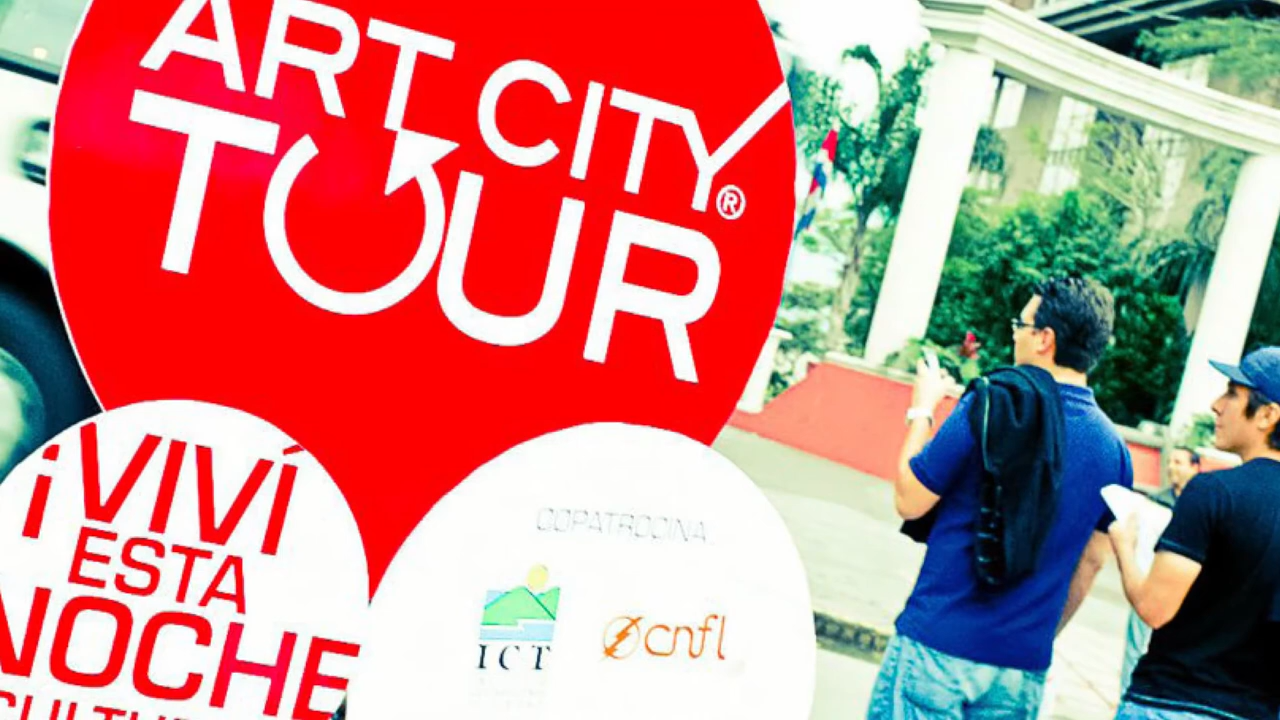 ART CITY
TOUR®
¡VIVÍ
ESTA
NOCHE
COPATROCINA
ICT
cnfl